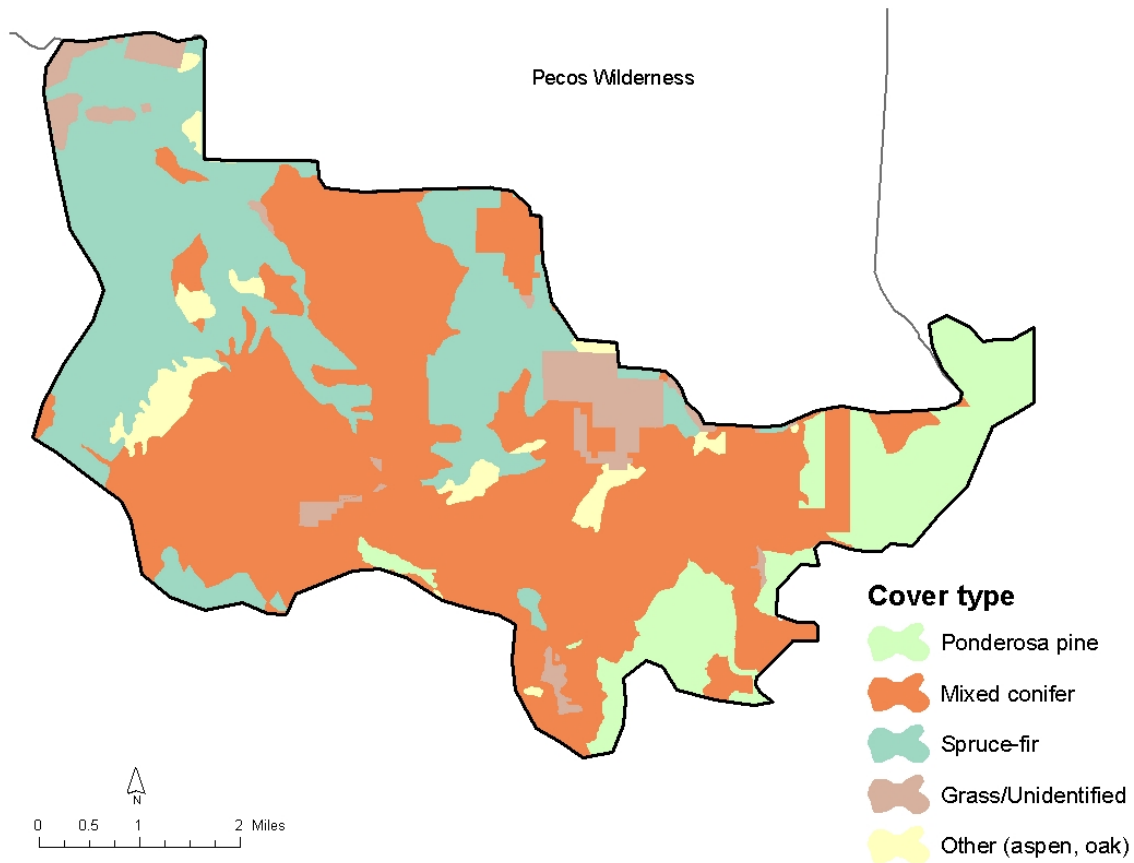 Pecos Wilderness
Cover type
Ponderosa pine
Mixed conifer
Spruce-fir
Grass/Unidentified
Other (aspen, oak)
N
0 0.5 1 2 Miles